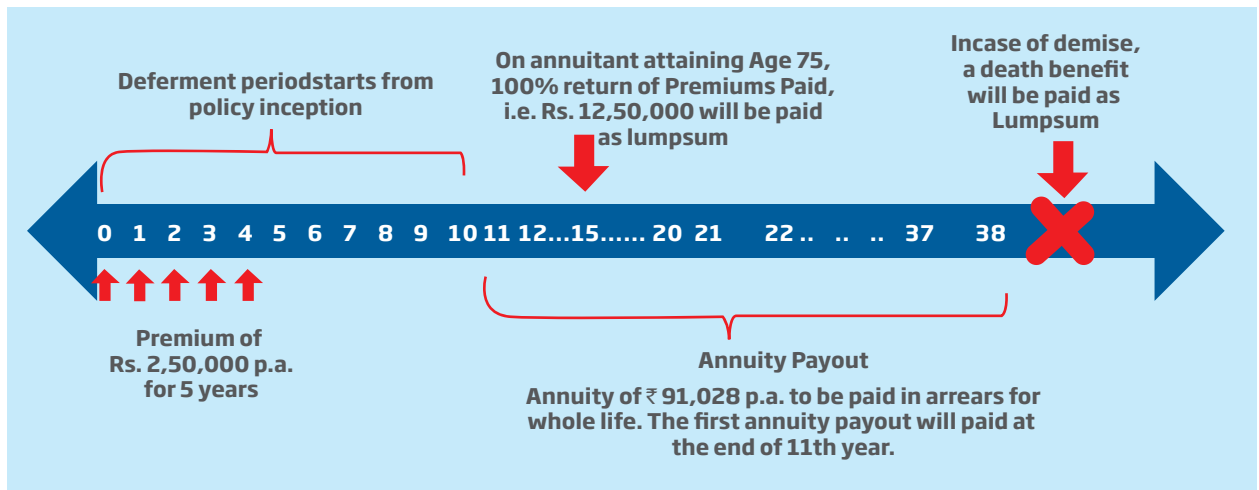 Deferment periodstarts from
policy inception
On annuitant attaining Age 75,
100% return of Premiums Paid,
i.e. Rs. 12,50,000 will be paid
as lumpsum
Incase of demise,
a death benefit
will be paid as
Lumpsum
0 1 2 3 4 5 6 7 8 9 10 11 12...15...... 20 21 22 .. .. .. 37 38
Premium of
Rs. 2,50,000 p.a.
for 5 years
Annuity Payout
Annuity of ₹ 91,028 p.a. to be paid in arrears for
whole life. The first annuity payout will paid at
the end of 11th year.